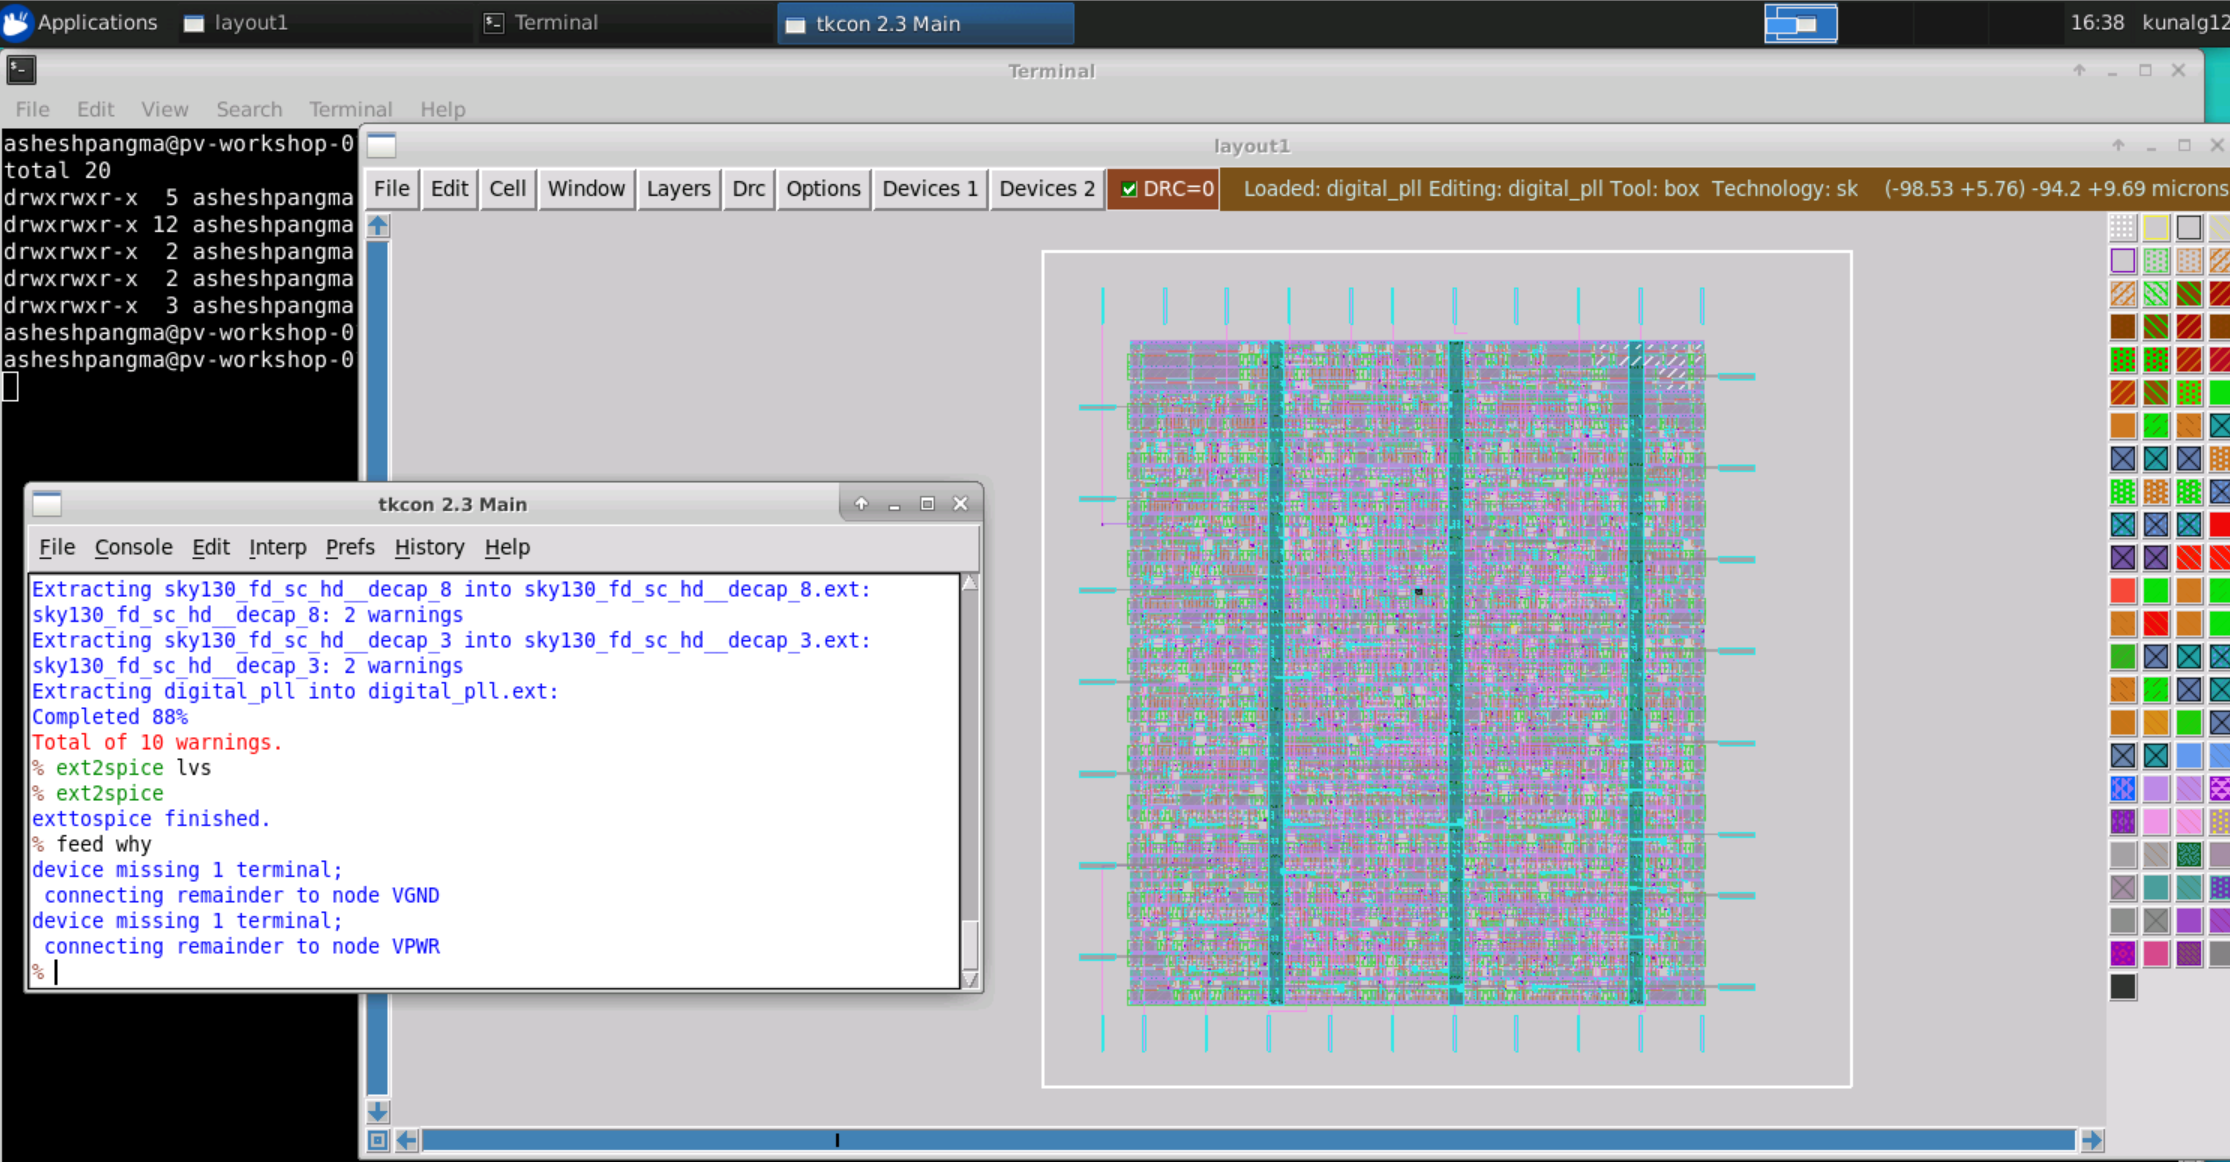 Applications layout1 Terminal tkcon 2.3 Main 16:38 kunalg12
Terminal
File Edit View Search Terminal Help
asheshpangma@pv-workshop-0
total 20
drwxrwxr-x  5 asheshpangma
drwxrwxr-x 12 asheshpangma
drwxrwxr-x  2 asheshpangma
drwxrwxr-x  2 asheshpangma
drwxrwxr-x  3 asheshpangma
asheshpangma@pv-workshop-0
asheshpangma@pv-workshop-0
layout1
File Edit Cell Window Layers Drc Options Devices 1 Devices 2 DRC=0 Loaded: digital_pll Editing: digital_pll Tool: box Technology: sk (-98.53 +5.76) -94.2 +9.69 microns
tkcon 2.3 Main
File Console Edit Interp Prefs History Help
Extracting sky130_fd_sc_hd__decap_8 into sky130_fd_sc_hd__decap_8.ext:
sky130_fd_sc_hd__decap_8: 2 warnings
Extracting sky130_fd_sc_hd__decap_3 into sky130_fd_sc_hd__decap_3.ext:
sky130_fd_sc_hd__decap_3: 2 warnings
Extracting digital_pll into digital_pll.ext:
Completed 88%
Total of 10 warnings.
% ext2spice lvs
% ext2spice
exttospice finished.
% feed why
device missing 1 terminal;
 connecting remainder to node VGND
device missing 1 terminal;
 connecting remainder to node VPWR
%